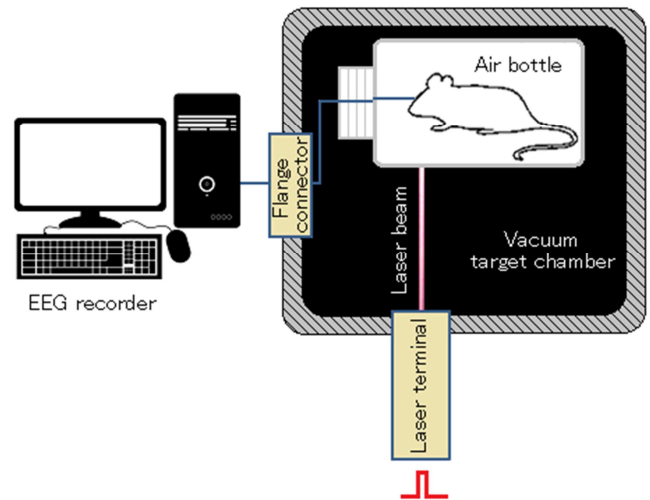 Air bottle
Flange
connector
Laser beam
Vacuum
target chamber
EEG recorder
Laser terminal